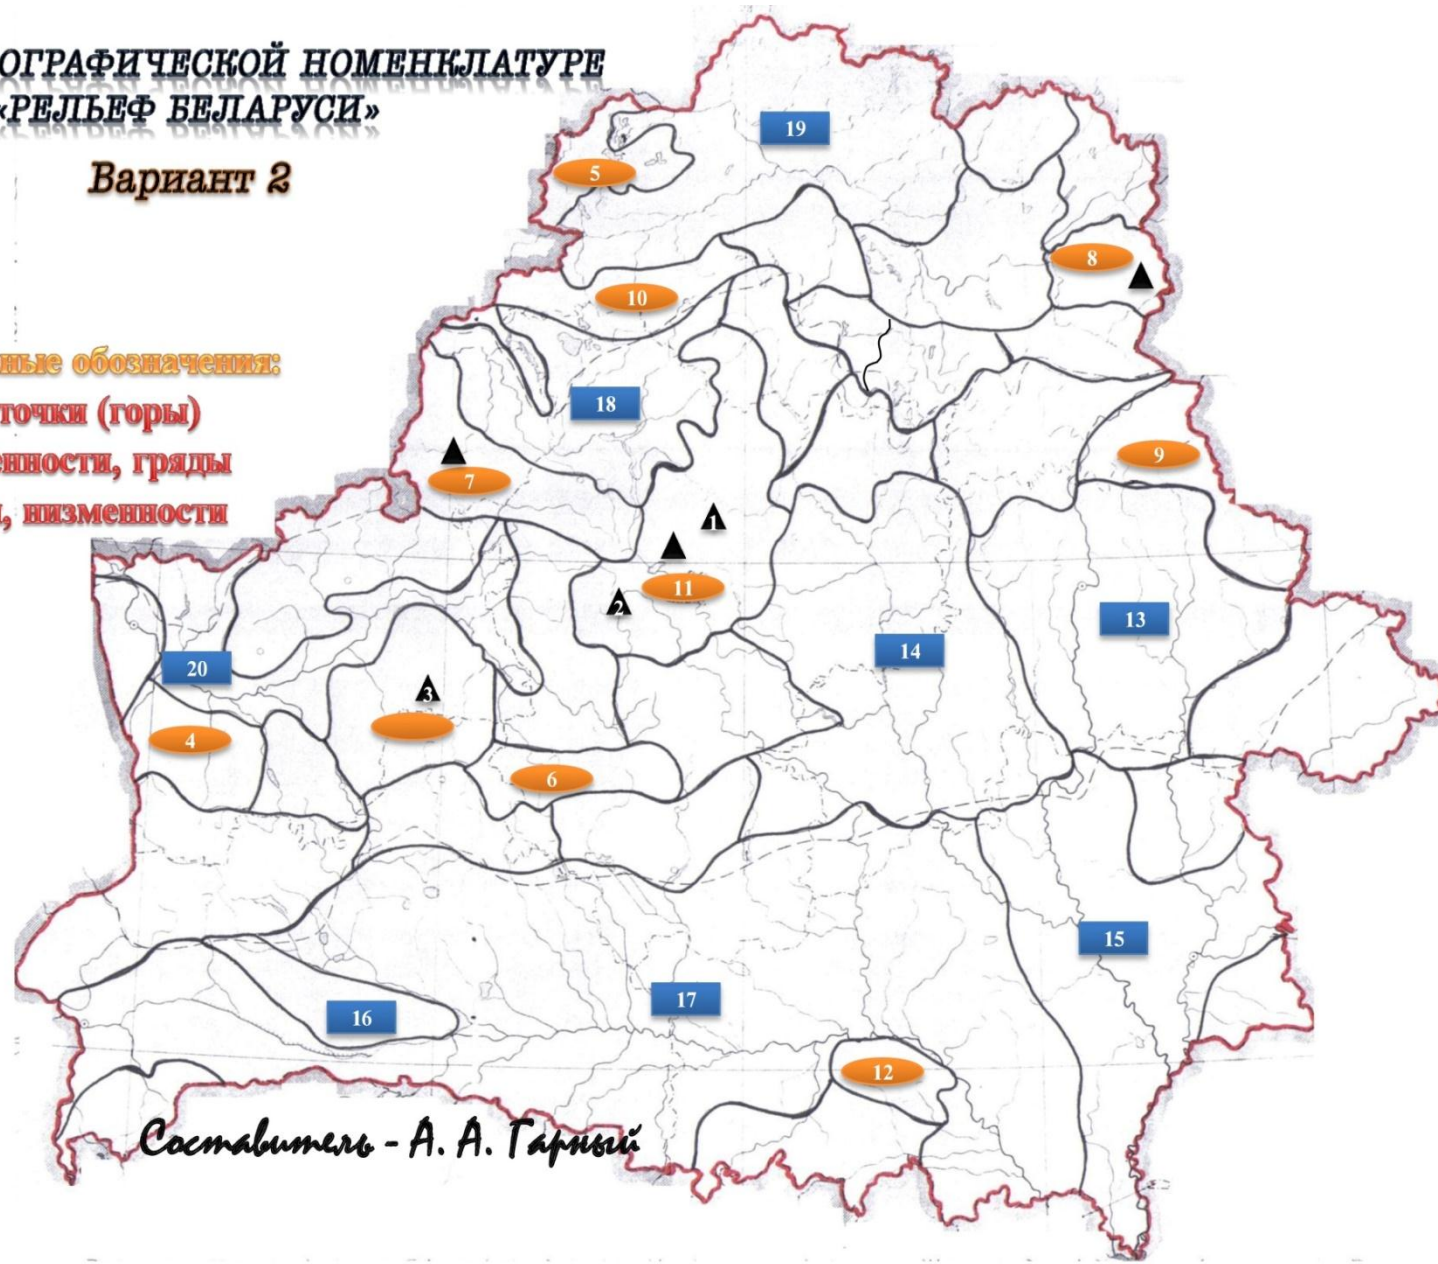 ОГРАФИЧЕСКОЙ НОМЕНКЛАТУРЕ
«РЕЛЬЕФ БЕЛАРУСИ»
Вариант 2
ные обозначения:
точки (горы)
енности, гряды
, низменности
19
5
8
10
18
9
7
1
11
2
13
14
20
3
4
6
15
17
16
12
Составитель - А. А. Гарный